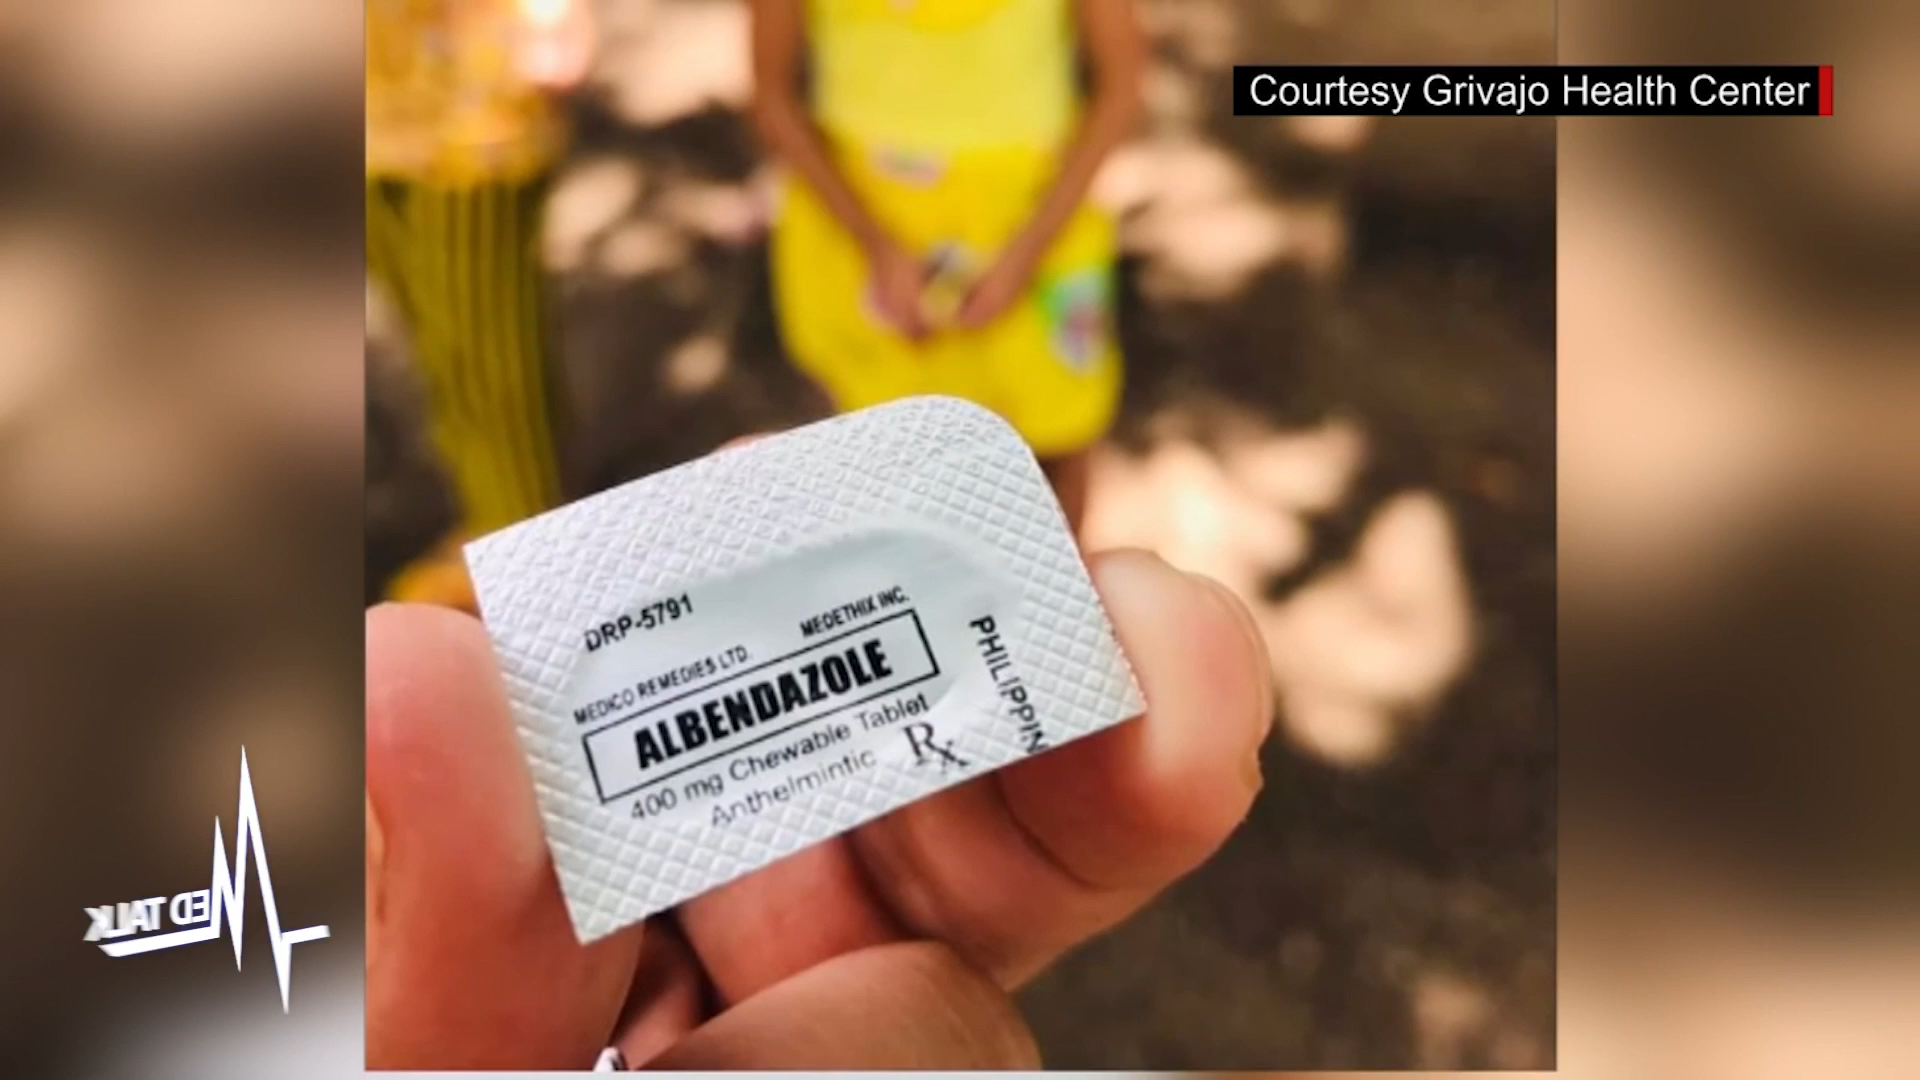 Courtesy Grivajo Health Center
DRP-5791
MEDICO REMEDIES LTD. MEDETHIX INC.
ALBENDAZOLE
400 mg Chewable Tablet
Anthelmintic Rx
PHILIPPIN
MED TALK